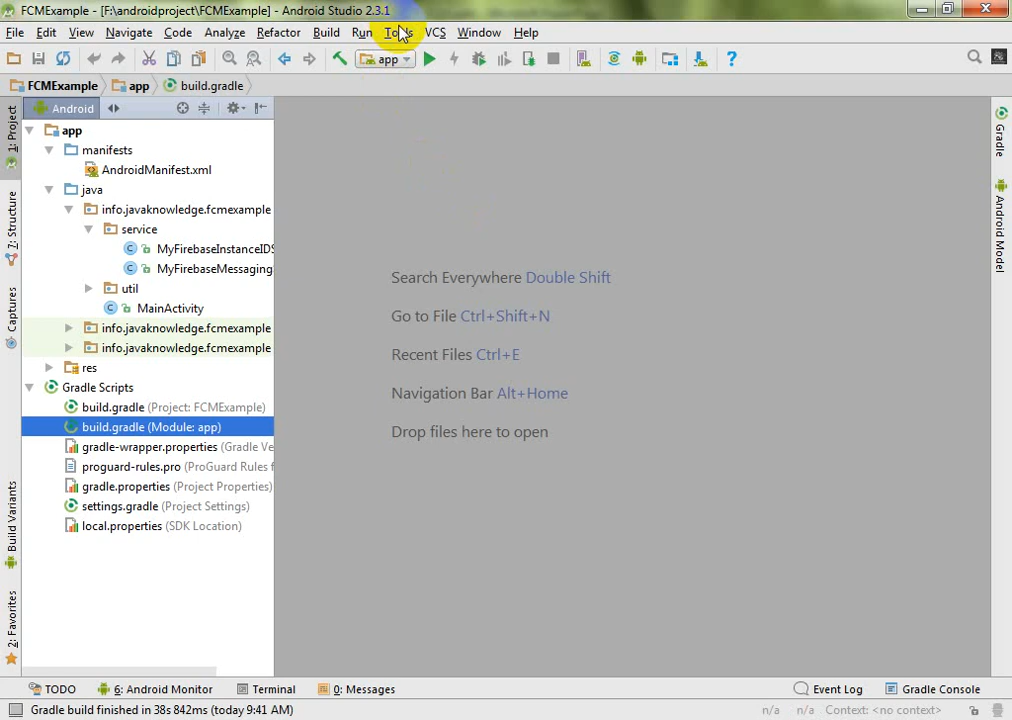 FCMExample - [F:\androidproject\FCMExample] - Android Studio 2.3.1
File Edit View Navigate Code Analyze Refactor Build Run Tools VCS Window Help
app
FCMExample app build.gradle
1: Project
7: Structure
Captures
Build Variants
2: Favorites
Android
app
manifests
AndroidManifest.xml
java
info.javaknowledge.fcmexample
service
MyFirebaseInstanceIDS
MyFirebaseMessaging
util
MainActivity
info.javaknowledge.fcmexample
info.javaknowledge.fcmexample
res
Gradle Scripts
build.gradle (Project: FCMExample)
build.gradle (Module: app)
gradle-wrapper.properties (Gradle Ve
proguard-rules.pro (ProGuard Rules f
gradle.properties (Project Properties)
settings.gradle (Project Settings)
local.properties (SDK Location)
Search Everywhere Double Shift
Go to File Ctrl+Shift+N
Recent Files Ctrl+E
Navigation Bar Alt+Home
Drop files here to open
Gradle
Android Model
TODO 6: Android Monitor Terminal 0: Messages Event Log Gradle Console
Gradle build finished in 38s 842ms (today 9:41 AM) n/a n/a Context: <no context>